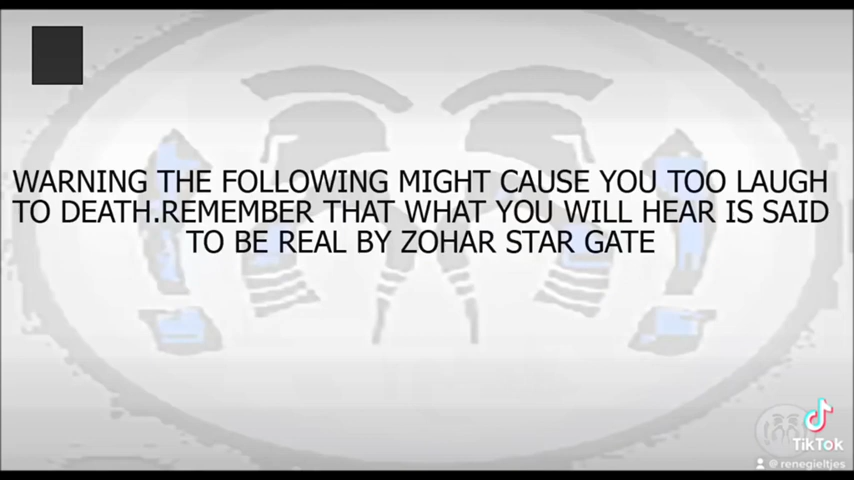 WARNING THE FOLLOWING MIGHT CAUSE YOU TOO LAUGH
TO DEATH.REMEMBER THAT WHAT YOU WILL HEAR IS SAID
TO BE REAL BY ZOHAR STAR GATE
TikTok
@renegieltjes